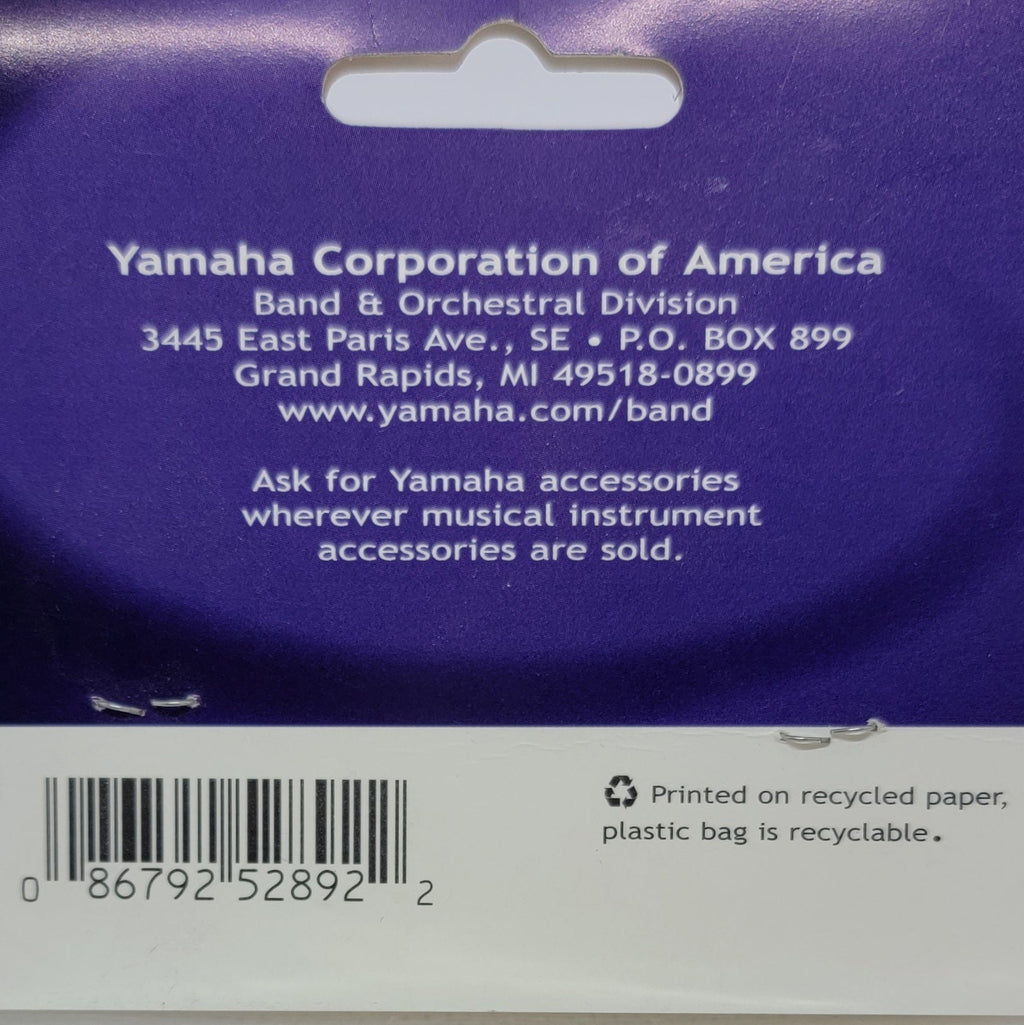 Yamaha Corporation of America
Band & Orchestral Division
3445 East Paris Ave., SE • P.O. BOX 899
Grand Rapids, MI 49518-0899
www.yamaha.com/band
Ask for Yamaha accessories
wherever musical instrument
accessories are sold.
Printed on recycled paper,
plastic bag is recyclable.
0 86792 52892 2